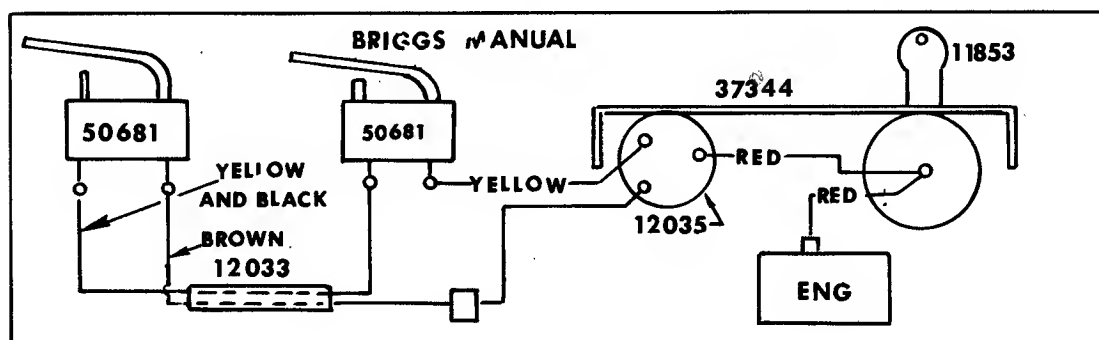 BRIGGS MANUAL
11853
37344
50681
50681
YELLOW
AND BLACK
YELLOW
RED
RED
12035
BROWN
12033
ENG